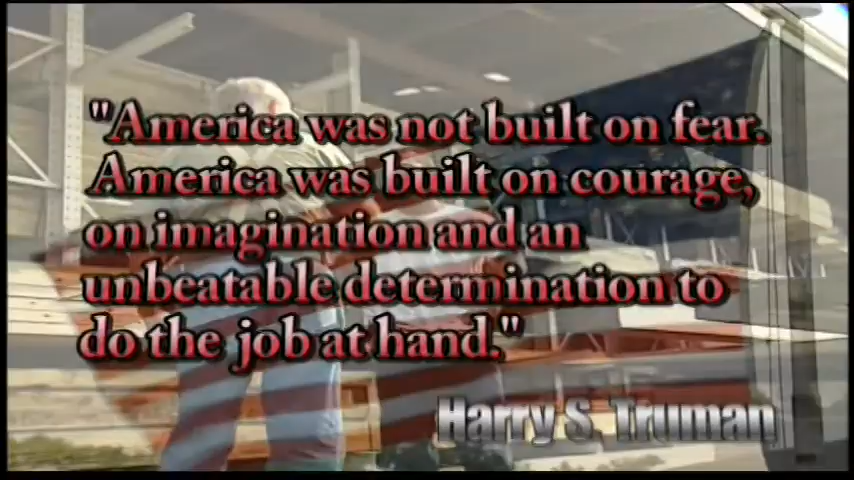 "America was not built on fear.
America was built on courage,
on imagination and an
unbeatable determination to
do the job at hand."
Harry S. Truman